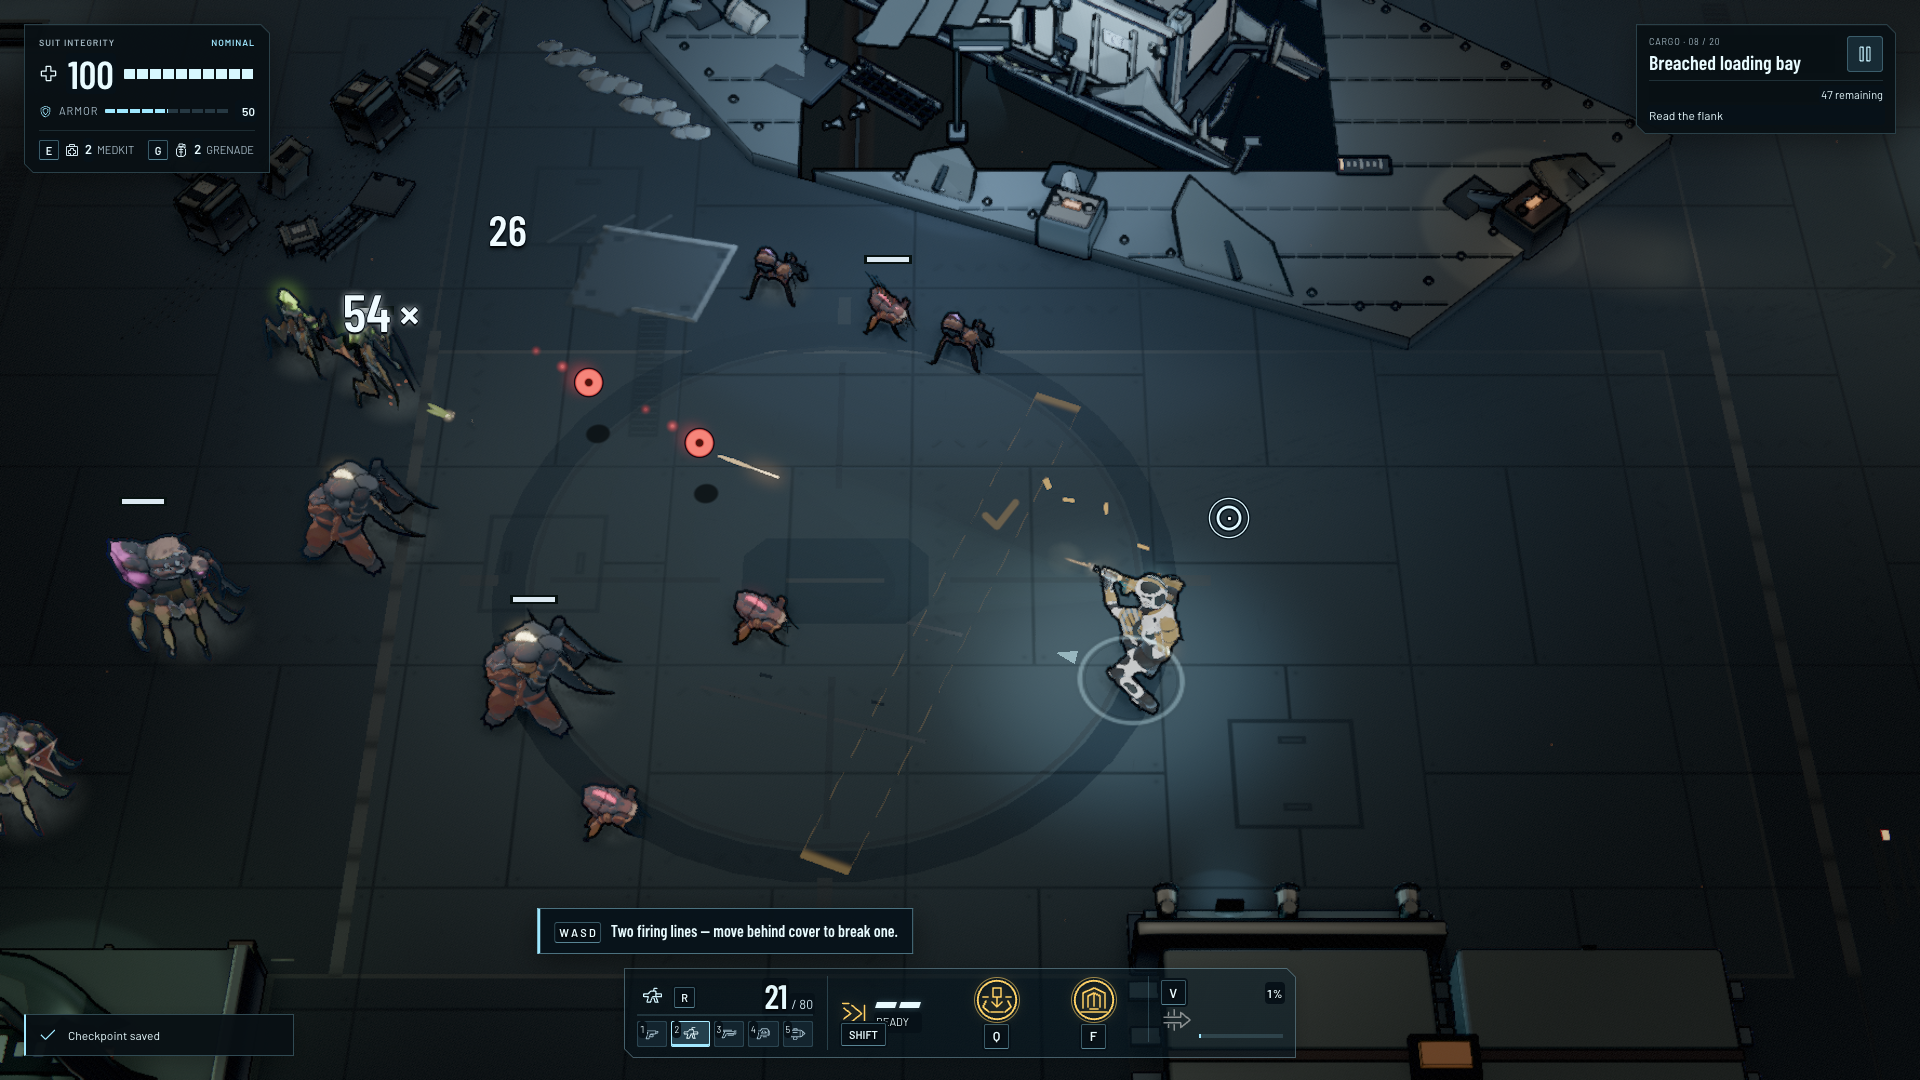 SUIT INTEGRITY NOMINAL
100
ARMOR 50
E 2 MEDKIT G 2 GRENADE
CARGO · 08 / 20
Breached loading bay
47 remaining
Read the flank
26
54 ×
WASD Two firing lines — move behind cover to break one.
R 21 / 80
1 2 3 4 5
READY
SHIFT
Q
F
V 1%
Checkpoint saved